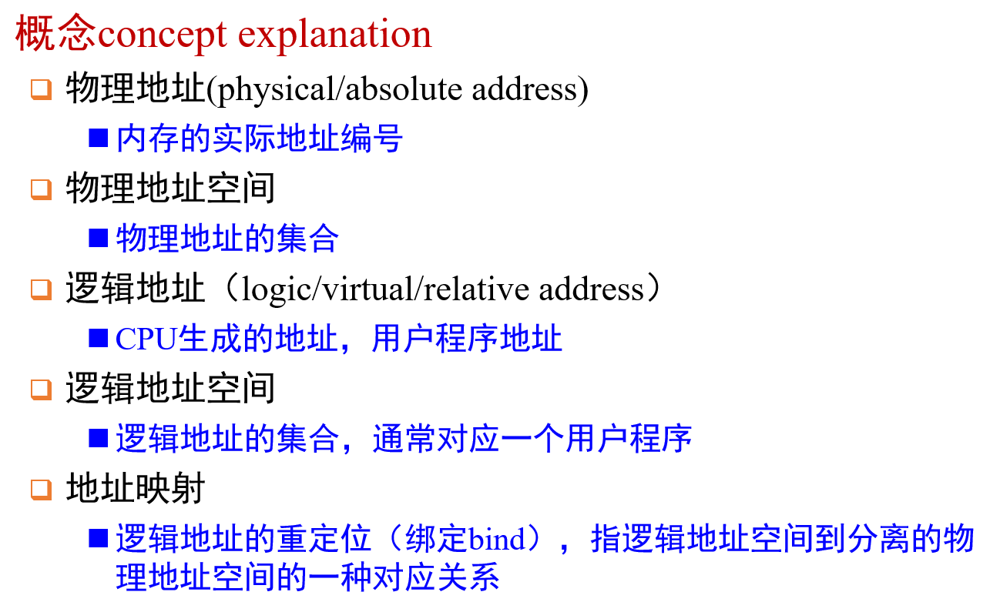 概念concept explanation
物理地址(physical/absolute address)
内存的实际地址编号
物理地址空间
物理地址的集合
逻辑地址（logic/virtual/relative address）
CPU生成的地址，用户程序地址
逻辑地址空间
逻辑地址的集合，通常对应一个用户程序
地址映射
逻辑地址的重定位（绑定bind），指逻辑地址空间到分离的物
理地址空间的一种对应关系